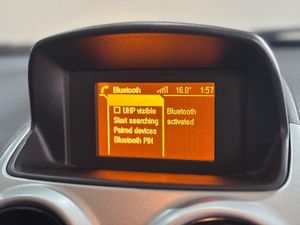 Bluetooth 16.0° 1:57
UHP visible
Start searching
Paired devices
Bluetooth PIN
Bluetooth
activated